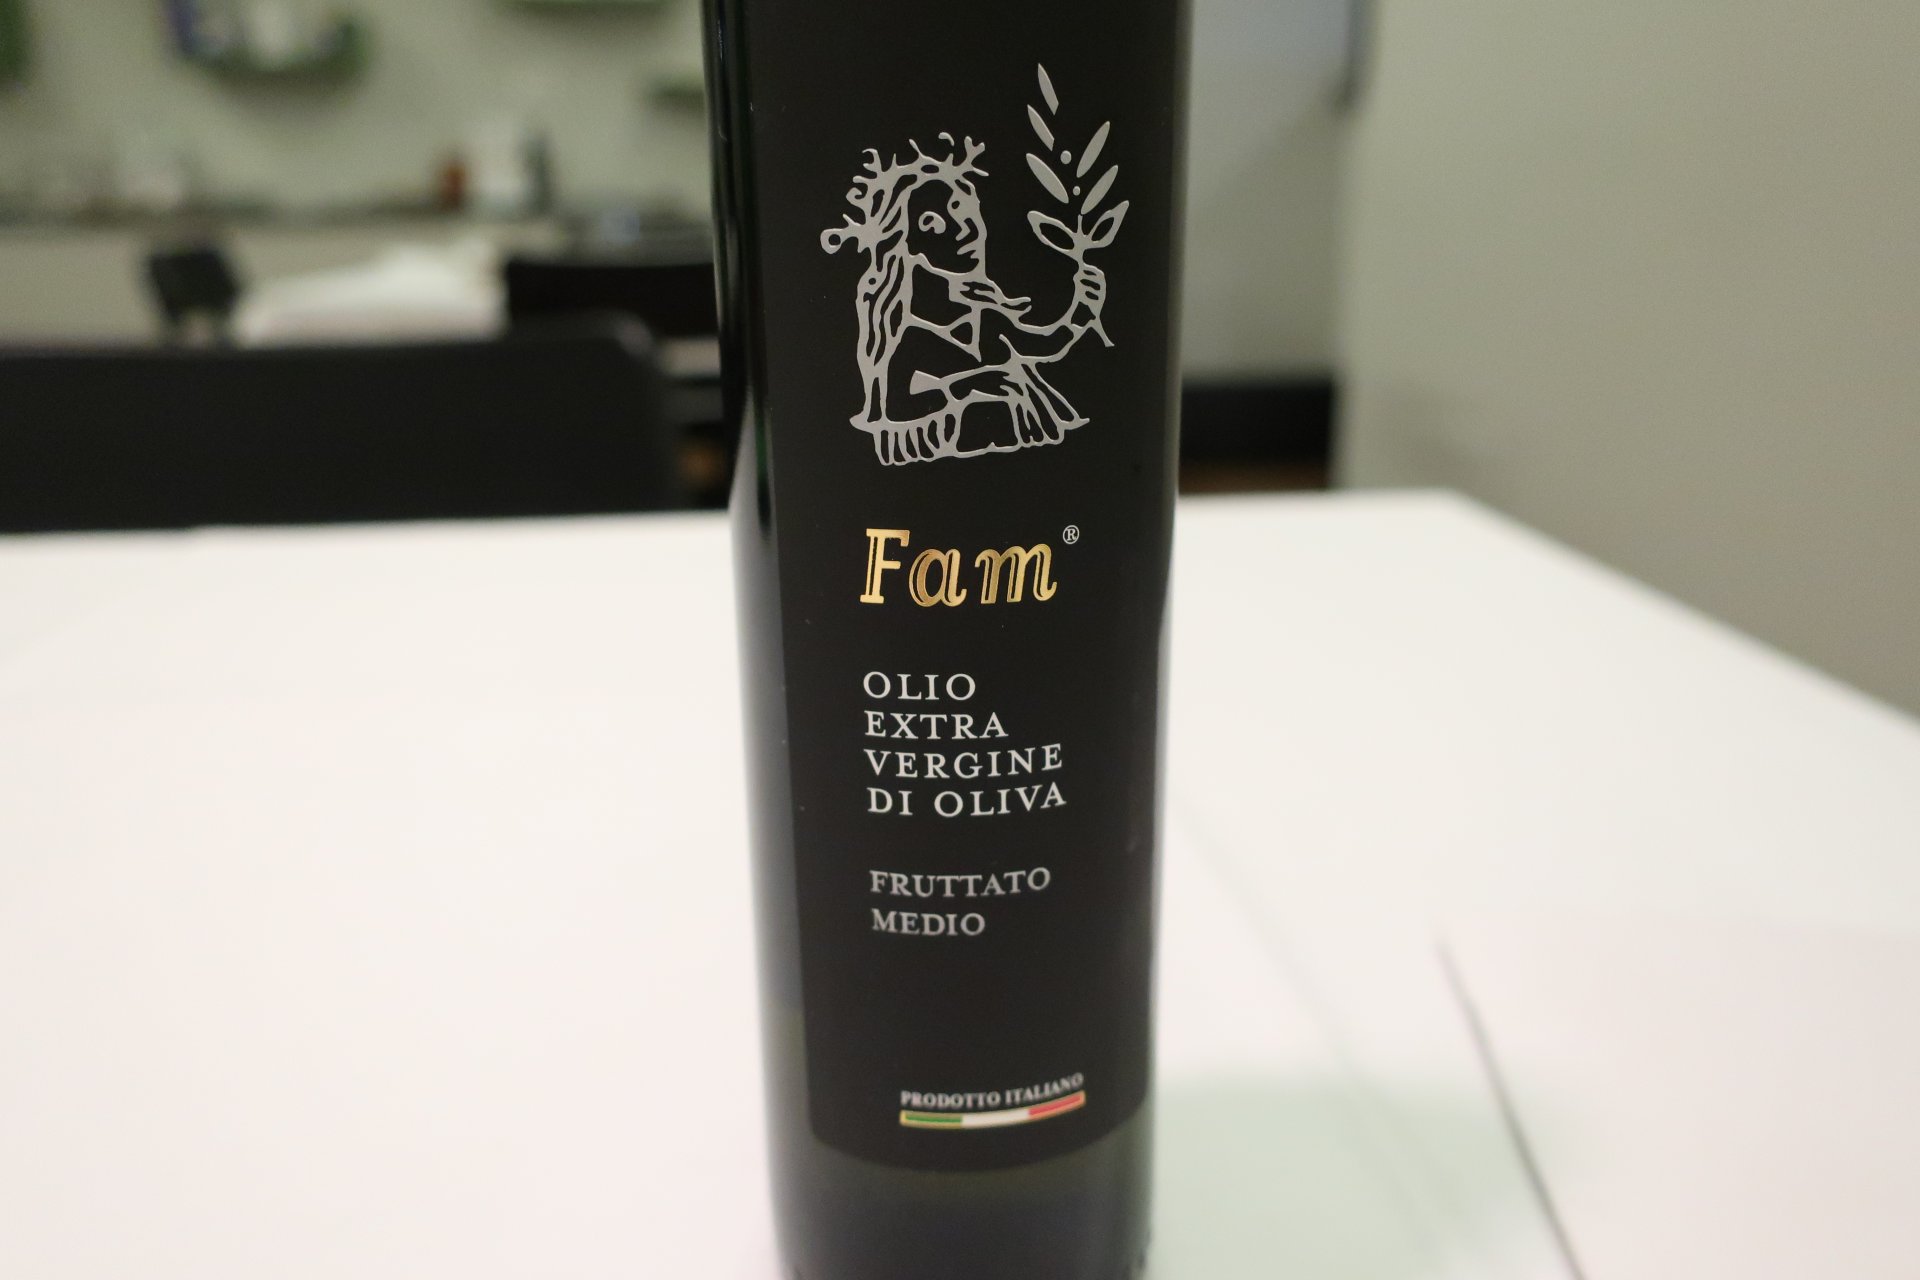 Fam®
OLIO
EXTRA
VERGINE
DI OLIVA
FRUTTATO
MEDIO
PRODOTTO ITALIANO